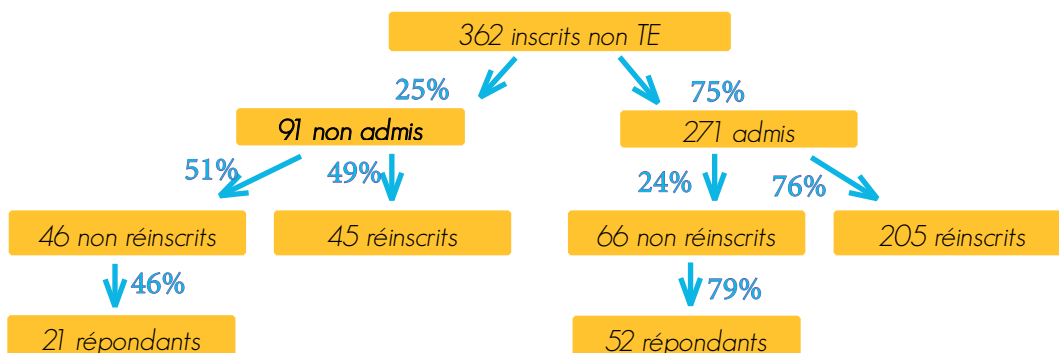 362 inscrits non TE
25%
75%
91 non admis
271 admis
51%
49%
24%
76%
46 non réinscrits
45 réinscrits
66 non réinscrits
205 réinscrits
46%
79%
21 répondants
52 répondants